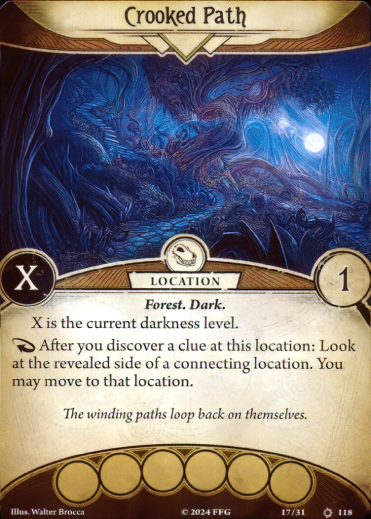 Crooked Path
X
LOCATION
1
Forest. Dark.
X is the current darkness level.
After you discover a clue at this location: Look
at the revealed side of a connecting location. You
may move to that location.
The winding paths loop back on themselves.
Illus. Walter Brocca
© 2024 FFG
17/31
118